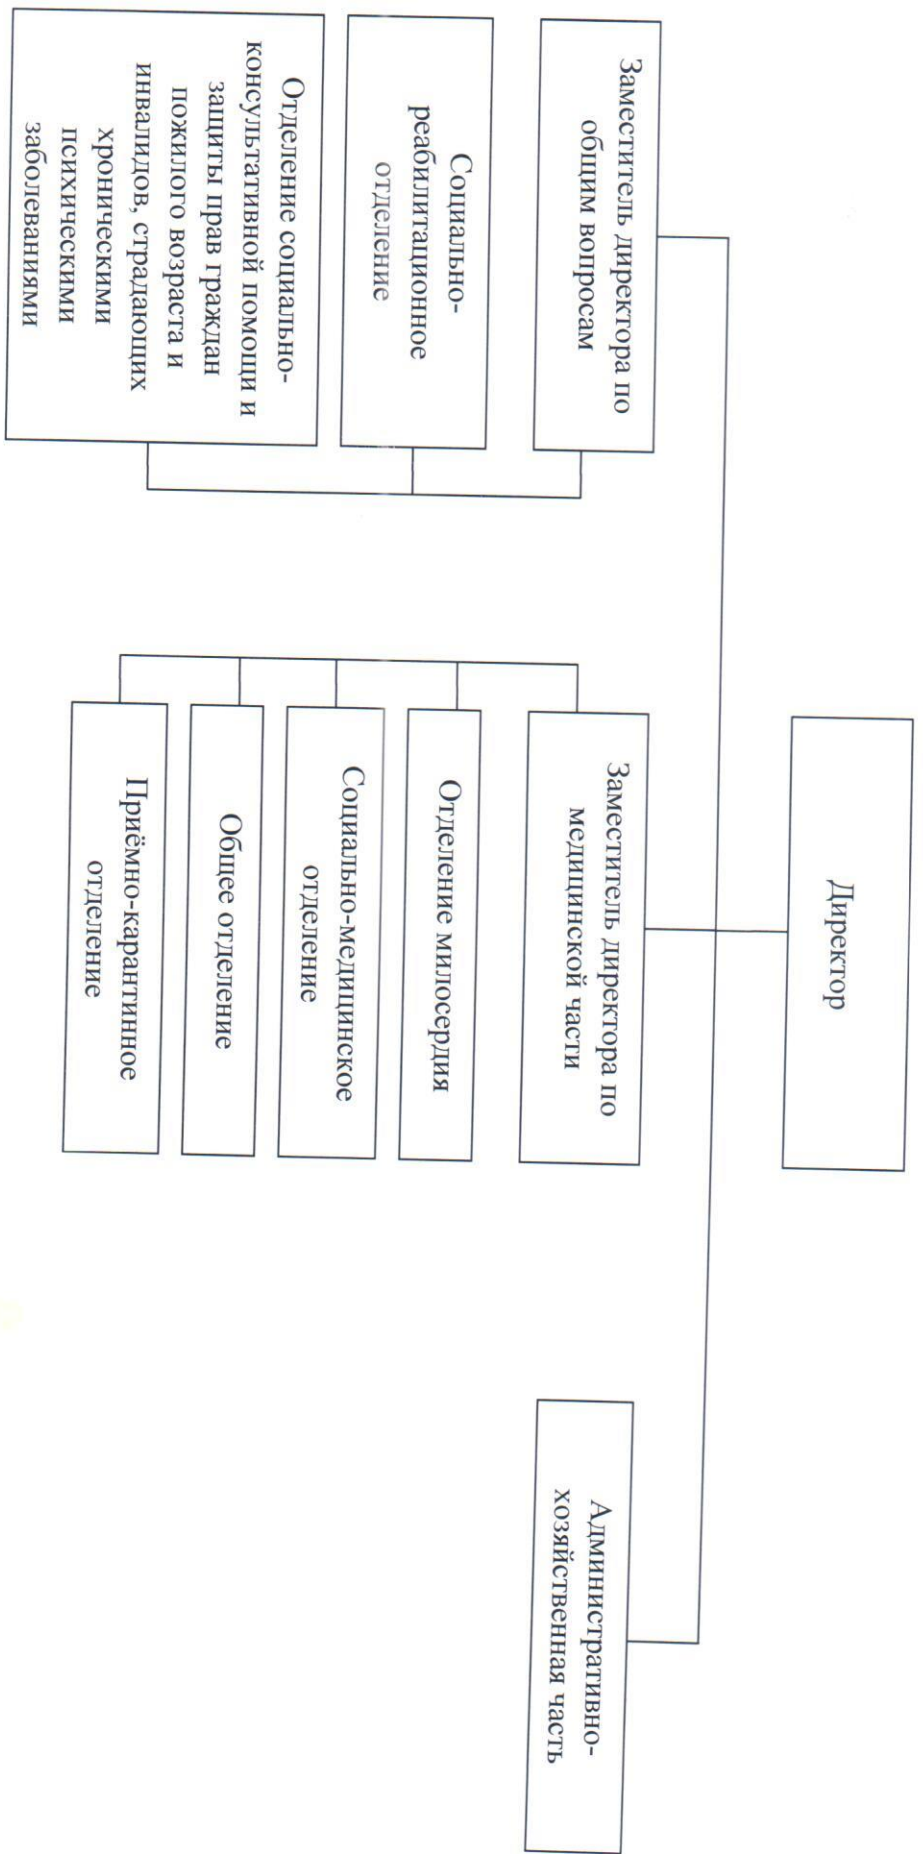 Директор
Заместитель директора по
общим вопросам
Социально-
реабилитационное
отделение
Отделение социально-
консультативной помощи и
защиты прав граждан
пожилого возраста и
инвалидов, страдающих
хроническими
психическими
заболеваниями
Заместитель директора по
медицинской части
Отделение милосердия
Социально-медицинское
отделение
Общее отделение
Приёмно-карантинное
отделение
Административно-
хозяйственная часть